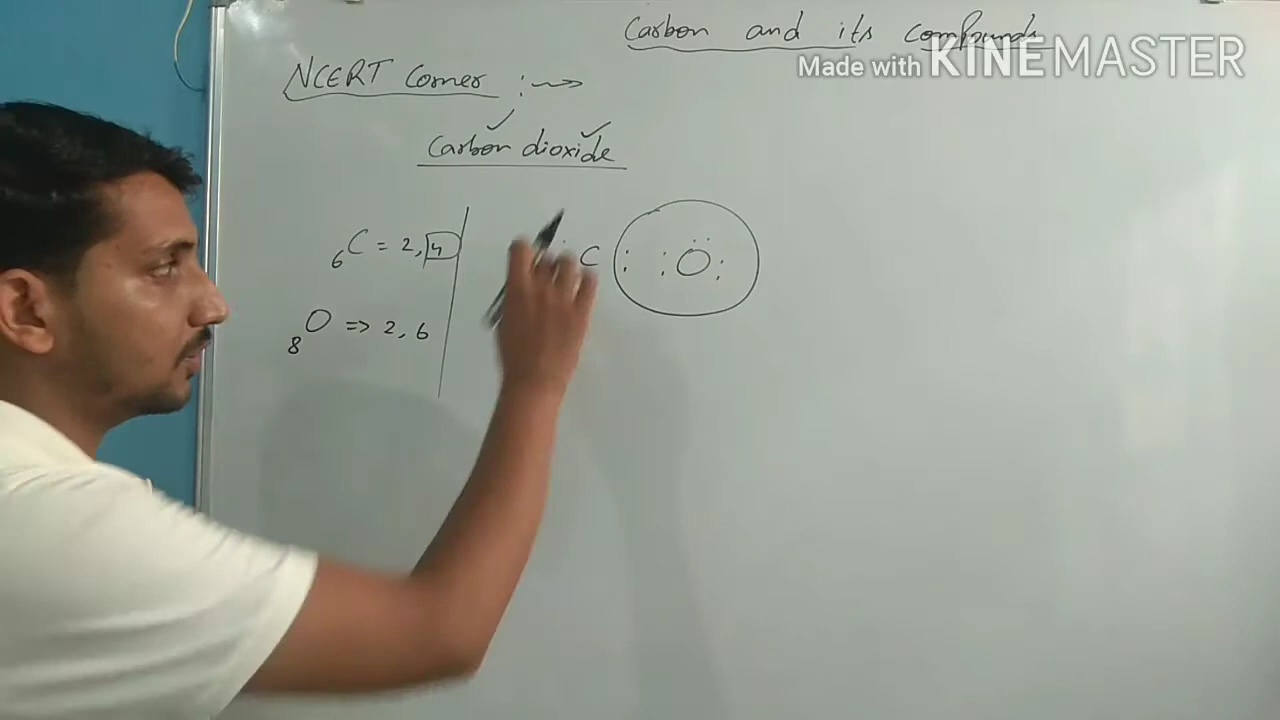 Carbon and its compounds
Made with KINEMASTER
NCERT Corner :→
Carbon dioxide
6C = 2, 4
C O
8O => 2, 6